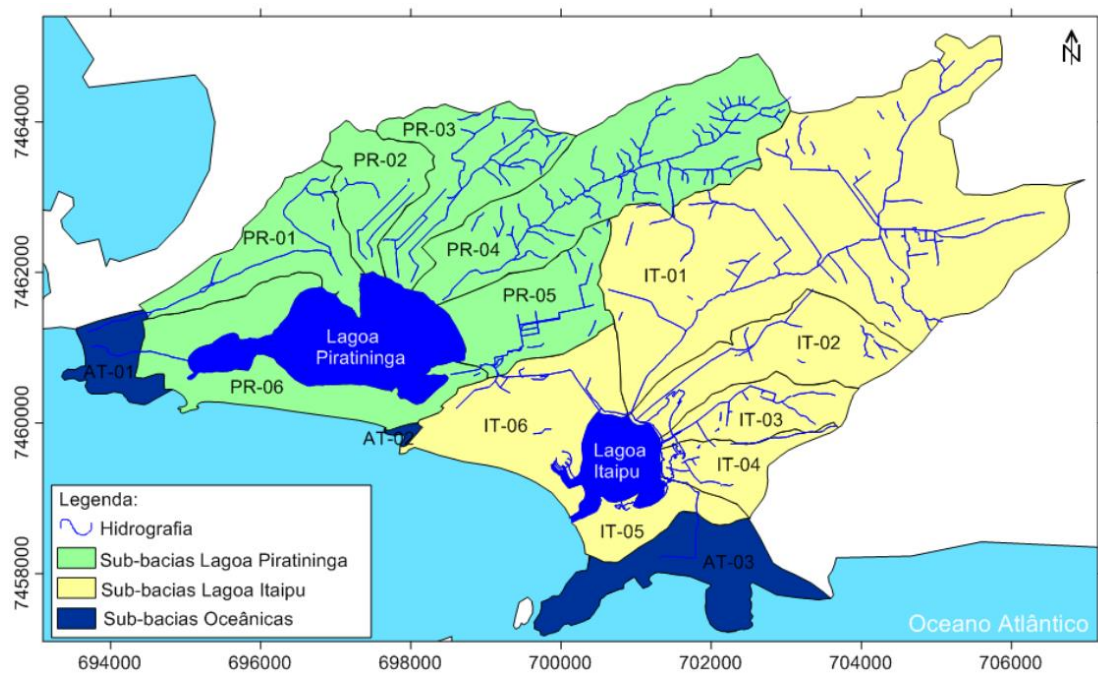 N
7464000
7462000
7460000
7458000
PR-03
PR-02
PR-01
PR-04
PR-05
IT-01
Lagoa
Piratininga
IT-02
AT-01
PR-06
IT-03
IT-06
AT-02
Lagoa
Itaipu
IT-04
IT-05
AT-03
Legenda:
Hidrografia
Sub-bacias Lagoa Piratininga
Sub-bacias Lagoa Itaipu
Sub-bacias Oceânicas
Oceano Atlântico
694000 696000 698000 700000 702000 704000 706000